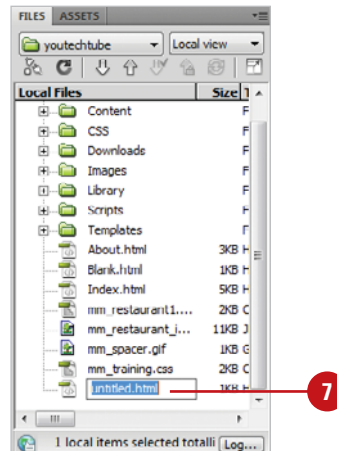 FILES ASSETS
youtechtube Local view
Local Files Size T
Content F
CSS F
Downloads F
Images F
Library F
Scripts F
Templates F
About.html 3KB H
Blank.html 1KB H
Index.html 5KB H
mm_restaurant1.... 2KB C
mm_restaurant_i... 11KB J
mm_spacer.gif 1KB G
mm_training.css 2KB C
untitled.html 1KB H
7
1 local items selected totalli Log...